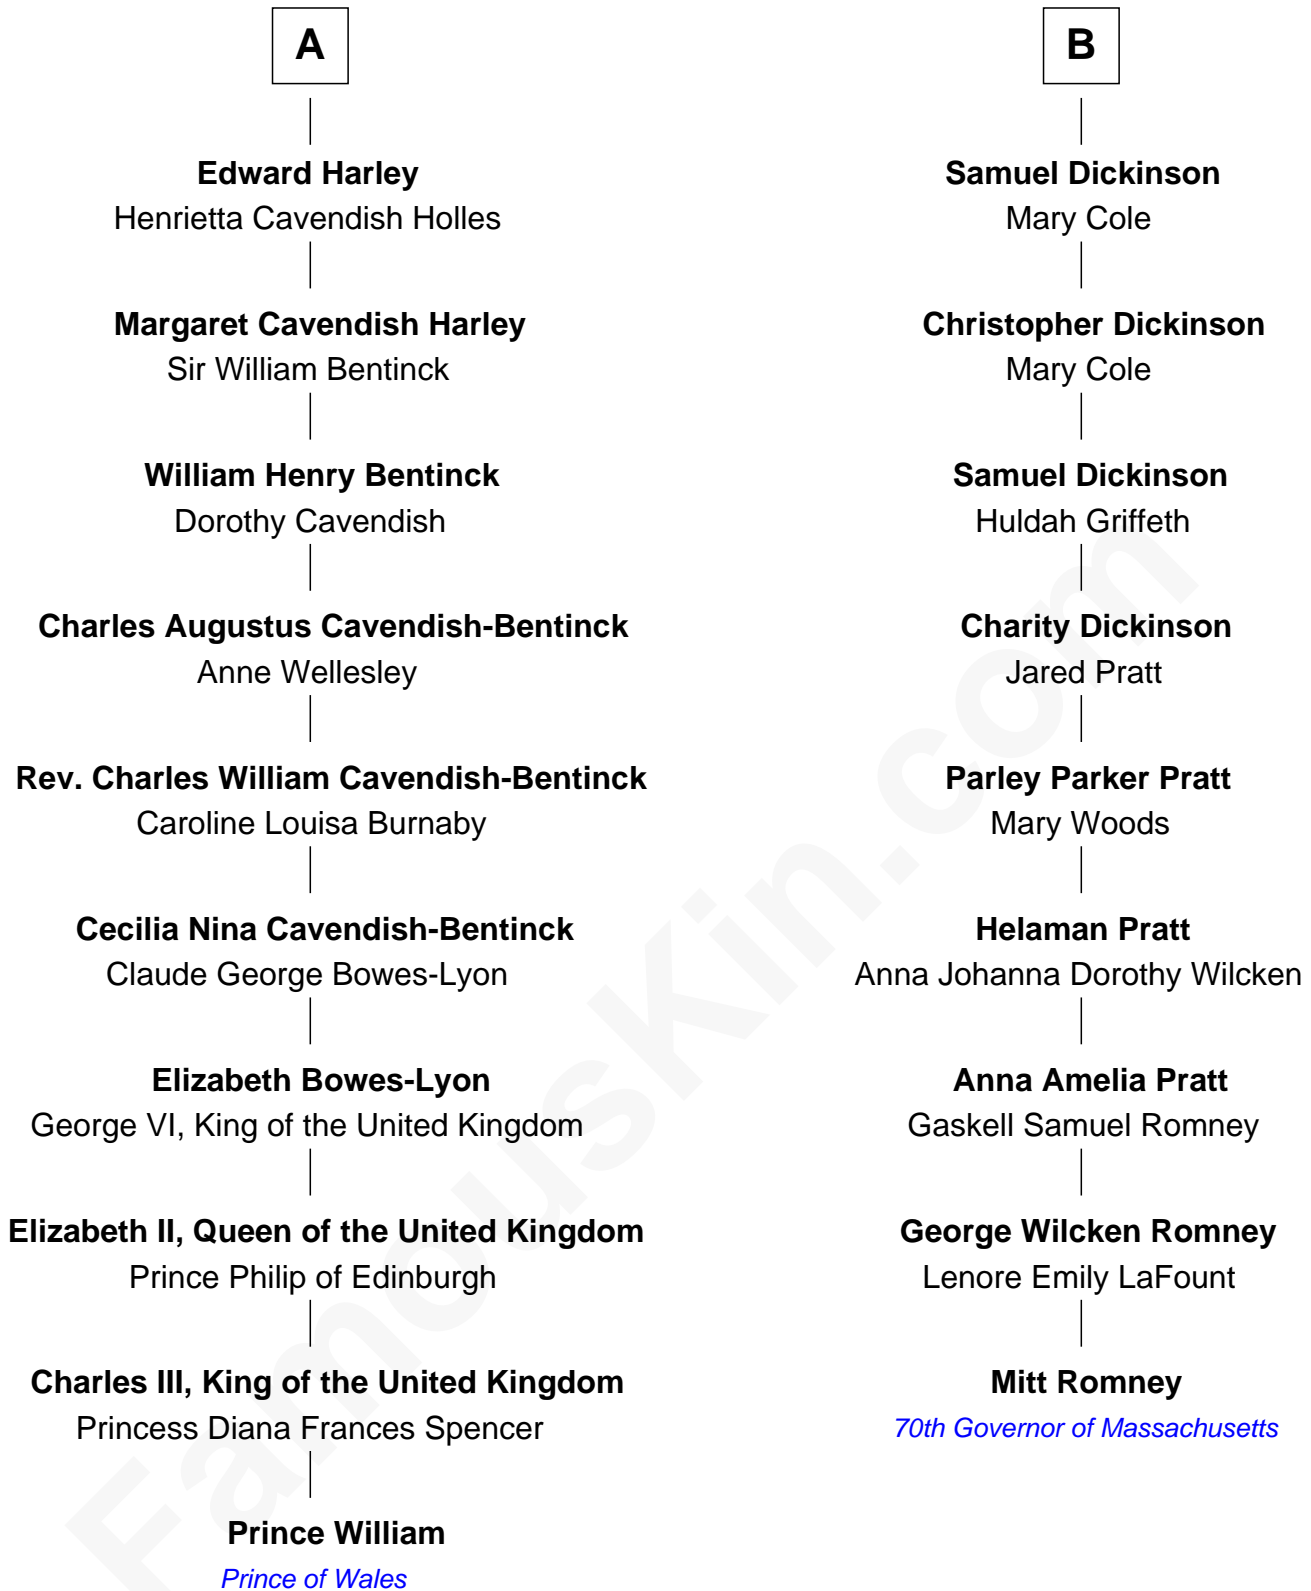 A
Edward Harley
Henrietta Cavendish Holles
Margaret Cavendish Harley
Sir William Bentinck
William Henry Bentinck
Dorothy Cavendish
Charles Augustus Cavendish-Bentinck
Anne Wellesley
Rev. Charles William Cavendish-Bentinck
Caroline Louisa Burnaby
Cecilia Nina Cavendish-Bentinck
Claude George Bowes-Lyon
Elizabeth Bowes-Lyon
George VI, King of the United Kingdom
Elizabeth II, Queen of the United Kingdom
Prince Philip of Edinburgh
Charles III, King of the United Kingdom
Princess Diana Frances Spencer
Prince William
Prince of Wales
B
Samuel Dickinson
Mary Cole
Christopher Dickinson
Mary Cole
Samuel Dickinson
Huldah Griffeth
Charity Dickinson
Jared Pratt
Parley Parker Pratt
Mary Woods
Helaman Pratt
Anna Johanna Dorothy Wilcken
Anna Amelia Pratt
Gaskell Samuel Romney
George Wilcken Romney
Lenore Emily LaFount
Mitt Romney
70th Governor of Massachusetts
FamousKin.com